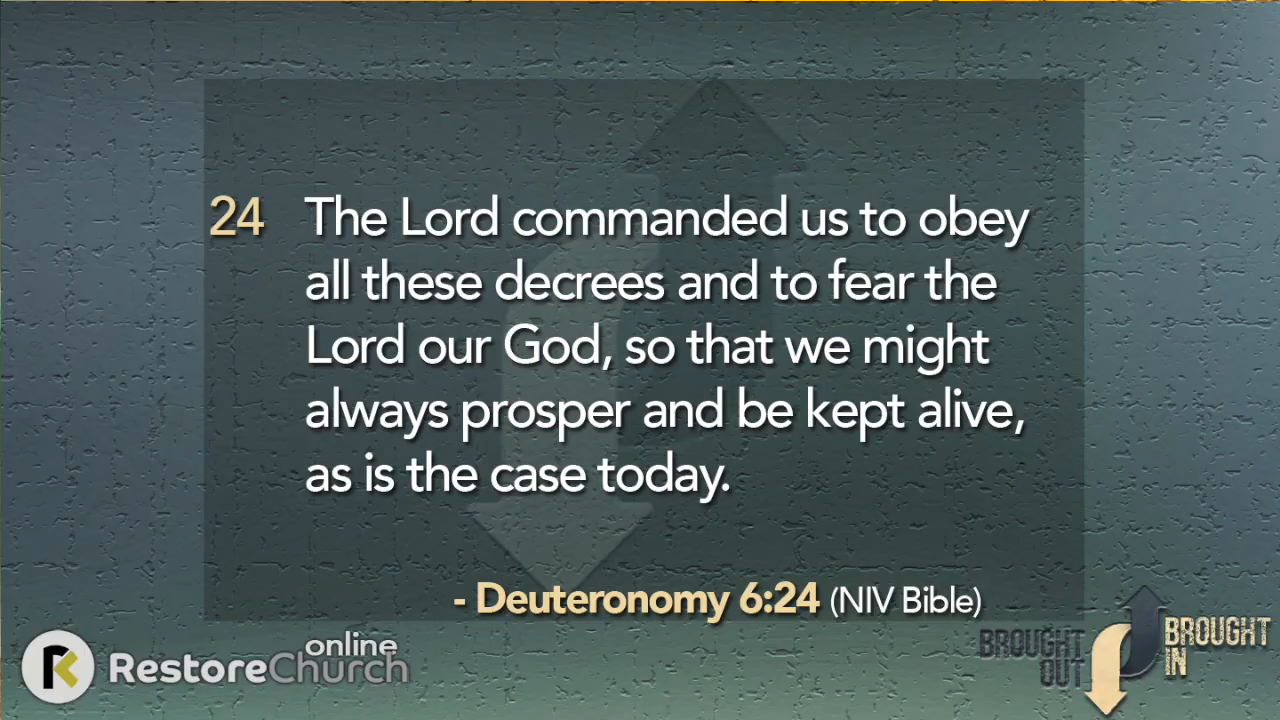 24 The Lord commanded us to obey
all these decrees and to fear the
Lord our God, so that we might
always prosper and be kept alive,
as is the case today.
- Deuteronomy 6:24 (NIV Bible)
online
RestoreChurch
BROUGHT
OUT
BROUGHT
IN